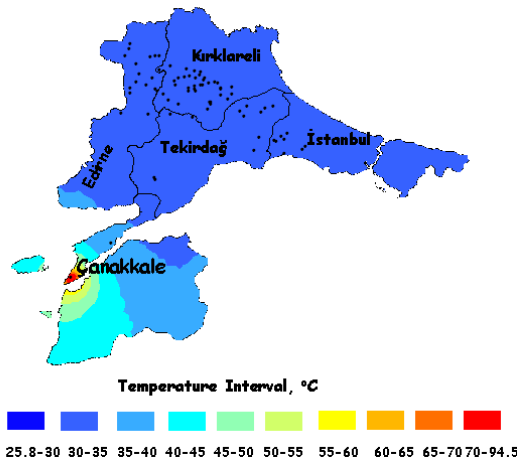 Kırklareli
Edirne
Tekirdağ
İstanbul
Çanakkale
Temperature Interval, °C
25.8-30 30-35 35-40 40-45 45-50 50-55 55-60 60-65 65-70 70-94.5